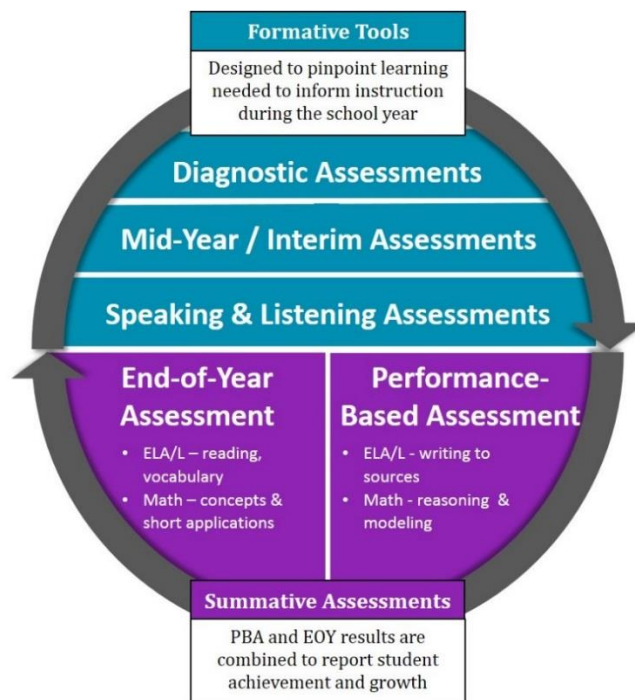 Formative Tools
Designed to pinpoint learning
needed to inform instruction
during the school year
Diagnostic Assessments
Mid-Year / Interim Assessments
Speaking & Listening Assessments
End-of-Year
Assessment
• ELA/L – reading,
vocabulary
• Math – concepts &
short applications
Performance-
Based Assessment
• ELA/L - writing to
sources
• Math - reasoning &
modeling
Summative Assessments
PBA and EOY results are
combined to report student
achievement and growth